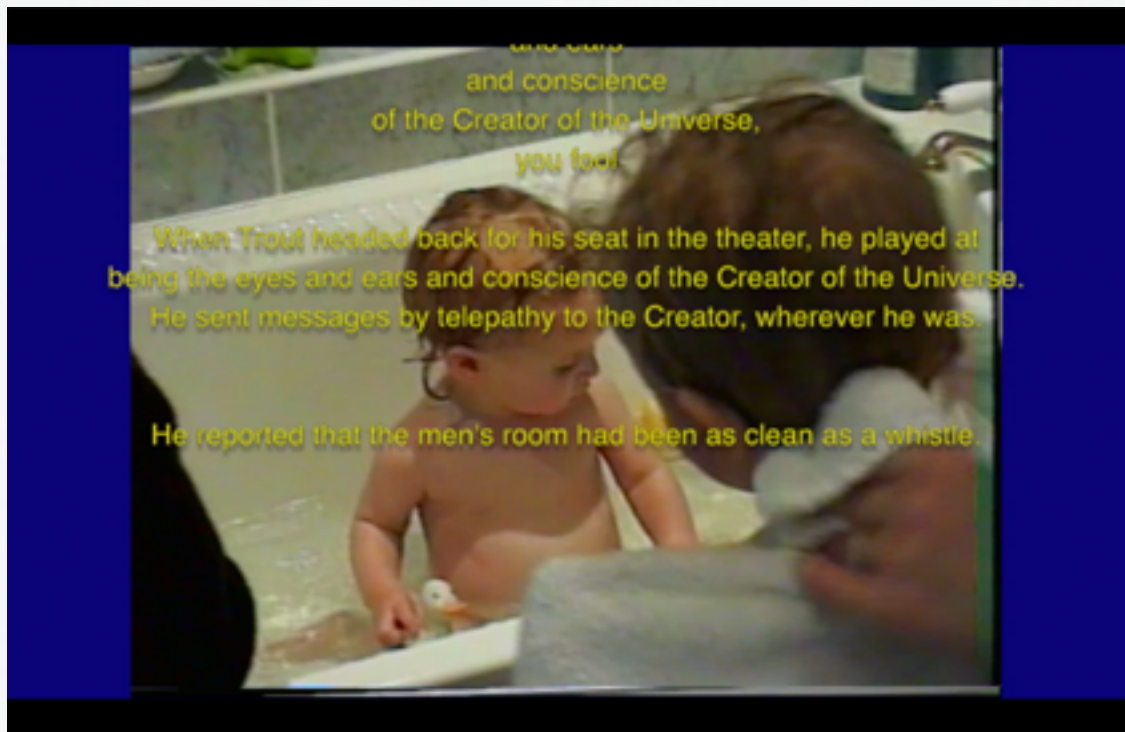 and ears
and conscience
of the Creator of the Universe,
you fool.
When Trout headed back for his seat in the theater, he played at
being the eyes and ears and conscience of the Creator of the Universe.
He sent messages by telepathy to the Creator, wherever he was.
He reported that the men's room had been as clean as a whistle.